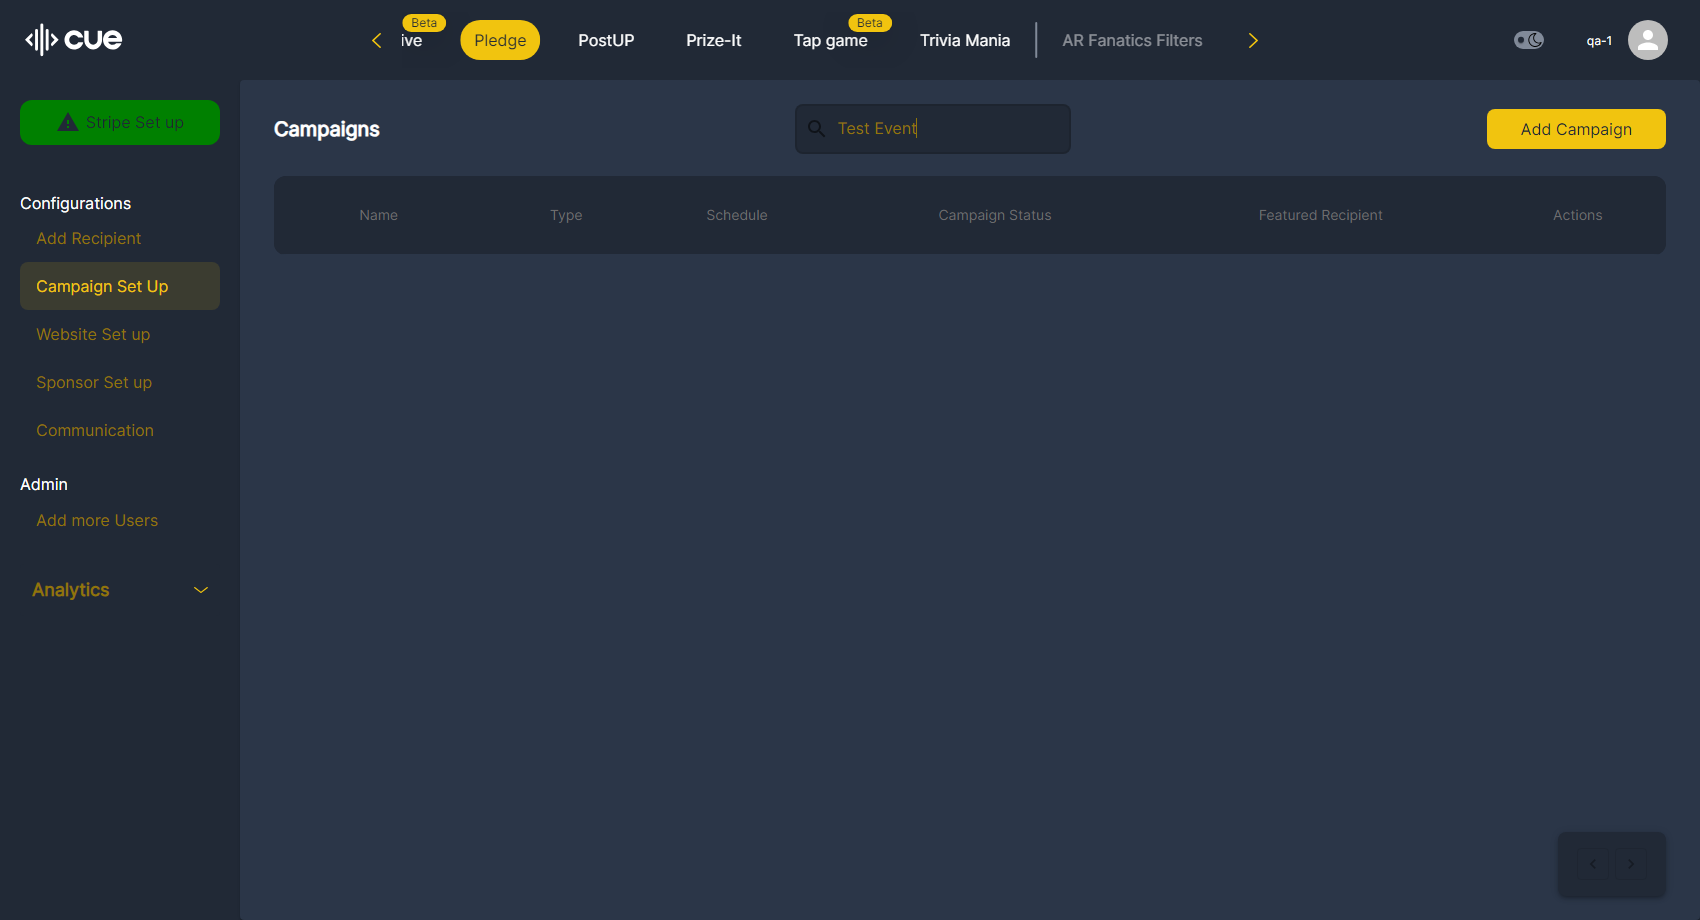 cue
ive
Beta
Pledge
PostUP
Prize-It
Tap game
Beta
Trivia Mania
AR Fanatics Filters
qa-1
Stripe Set up
Configurations
Add Recipient
Campaign Set Up
Website Set up
Sponsor Set up
Communication
Admin
Add more Users
Analytics
Campaigns
Test Event
Add Campaign
Name Type Schedule Campaign Status Featured Recipient Actions